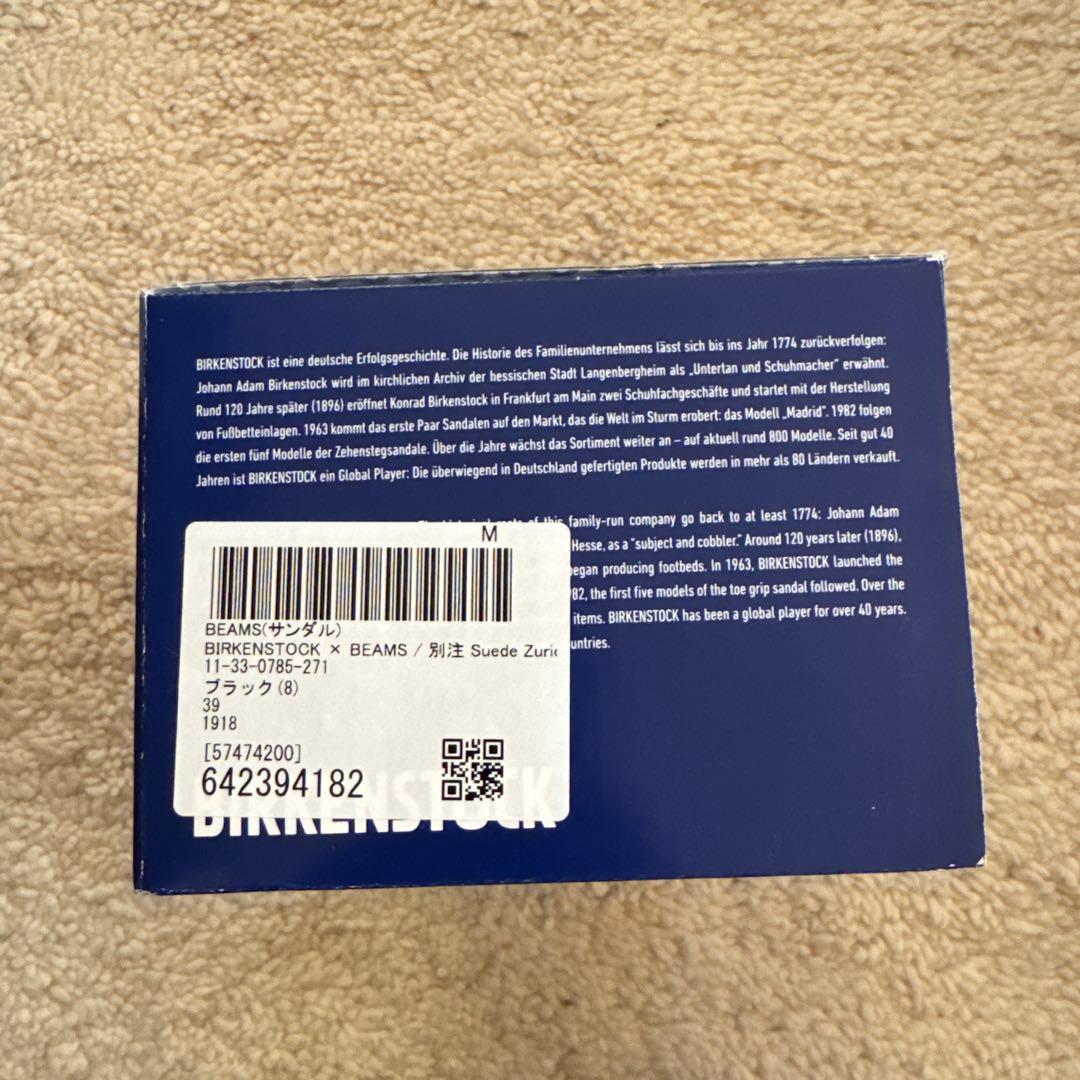 BIRKENSTOCK ist eine deutsche Erfolgsgeschichte. Die Historie des Familienunternehmens lässt sich bis ins Jahr 1774 zurückverfolgen:
Johann Adam Birkenstock wird im kirchlichen Archiv der hessischen Stadt Langenbergheim als „Untertan und Schuhmacher“ erwähnt.
Rund 120 Jahre später (1896) eröffnet Konrad Birkenstock in Frankfurt am Main zwei Schuhfachgeschäfte und startet mit der Herstellung
von Fußbetteinlagen. 1963 kommt das erste Paar Sandalen auf den Markt, das die Welt im Sturm erobert: das Modell „Madrid“. 1982 folgen
die ersten fünf Modelle der Zehenstegsandale. Über die Jahre wächst das Sortiment weiter an – auf aktuell rund 800 Modelle. Seit gut 40
Jahren ist BIRKENSTOCK ein Global Player: Die überwiegend in Deutschland gefertigten Produkte werden in mehr als 80 Ländern verkauft.
of this family-run company go back to at least 1774: Johann Adam
Hesse, as a "subject and cobbler." Around 120 years later (1896),
began producing footbeds. In 1963, BIRKENSTOCK launched the
82, the first five models of the toe grip sandal followed. Over the
items. BIRKENSTOCK has been a global player for over 40 years.
untries.
M
BEAMS(サンダル)
BIRKENSTOCK × BEAMS / 別注 Suede Zuric
11-33-0785-271
ブラック(8)
39
1918
[57474200]
642394182
BIRKENSTOCK